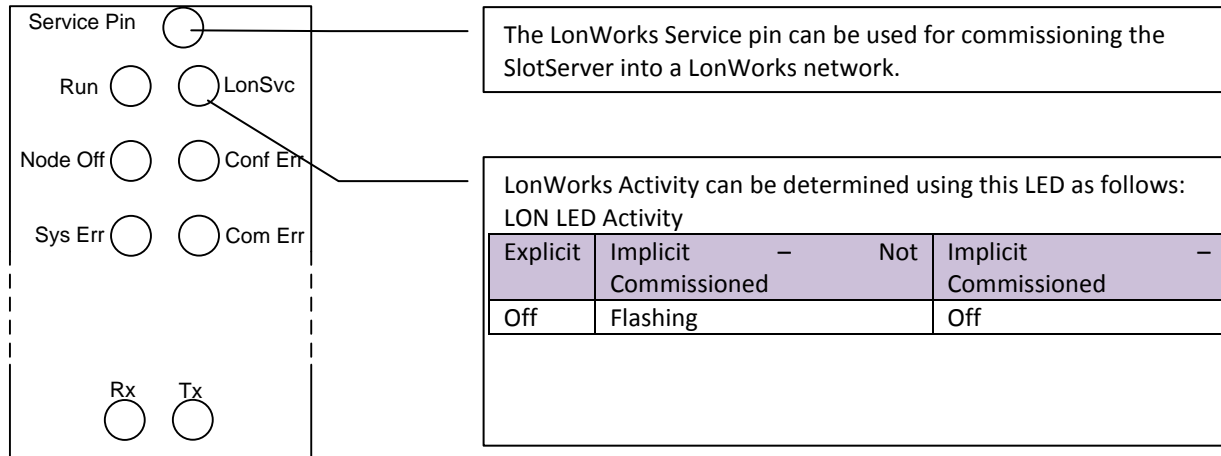 Service Pin
Run
LonSvc
Node Off
Conf Err
Sys Err
Com Err
Rx
Tx
The LonWorks Service pin can be used for commissioning the
SlotServer into a LonWorks network.
LonWorks Activity can be determined using this LED as follows:
LON LED Activity
Explicit
Implicit – Not
Commissioned
Implicit –
Commissioned
Off
Flashing
Off